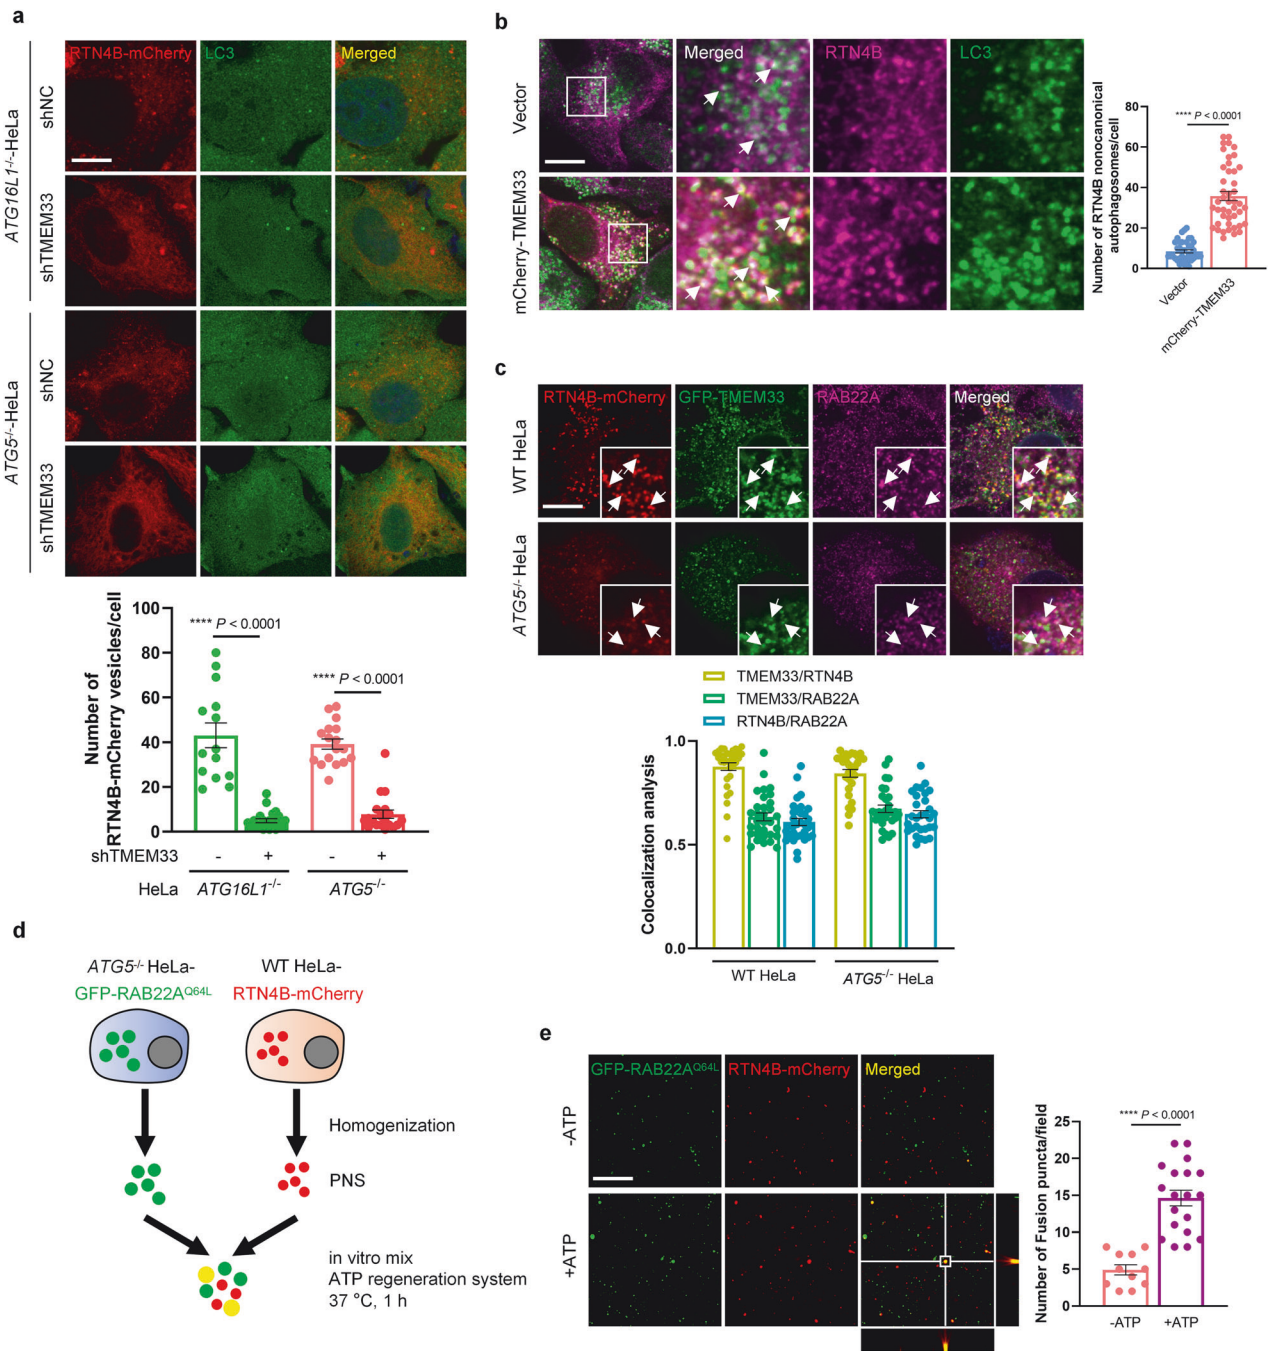 a
RTN4B-mCherry LC3 Merged
ATG16L1-/--HeLa
shNC
shTMEM33
ATG5-/--HeLa
shNC
shTMEM33
Number of
RTN4B-mCherry vesicles/cell
100
80
60
40
20
0
**** P < 0.0001
**** P < 0.0001
shTMEM33 - + - +
HeLa ATG16L1-/- ATG5-/-
b
Merged RTN4B LC3
Vector
mCherry-TMEM33
Number of RTN4B nonocanonical
autophagosomes/cell
80
60
40
20
0
**** P < 0.0001
Vector
mCherry-TMEM33
c
RTN4B-mCherry GFP-TMEM33 RAB22A Merged
WT HeLa
ATG5-/- HeLa
TMEM33/RTN4B
TMEM33/RAB22A
RTN4B/RAB22A
Colocalization analysis
1.0
0.5
0.0
WT HeLa ATG5-/- HeLa
d
ATG5-/- HeLa-
GFP-RAB22AQ64L
WT HeLa-
RTN4B-mCherry
Homogenization
PNS
in vitro mix
ATP regeneration system
37 °C, 1 h
e
GFP-RAB22AQ64L RTN4B-mCherry Merged
-ATP
+ATP
Number of Fusion puncta/field
25
20
15
10
5
0
**** P < 0.0001
-ATP +ATP